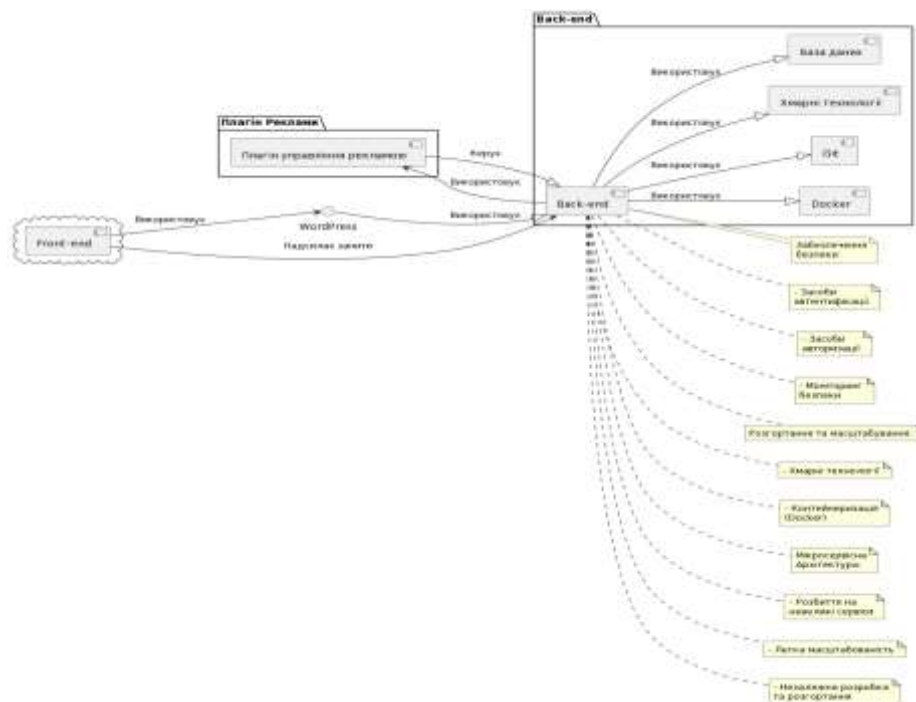 Back-end
База даних
Використовує
Хмарні технології
Використовує
Плагін Реклами
Плагін управління рекламою
Керує
Використовує
Git
Використовує
Використовує
Back-end
Docker
Використовує
Використовує
WordPress
Front-end
Надсилає запити
Забезпечення
безпеки
- Засоби
автентифікації
- Засоби
авторизації
- Моніторинг
безпеки
Розгортання та масштабування
- Хмарні технології
- Контейнеризація
(Docker)
Мікросервісна
Архітектура
- Розбиття на
незалежні сервіси
- Легка масштабованість
- Незалежна розробка
та розгортання